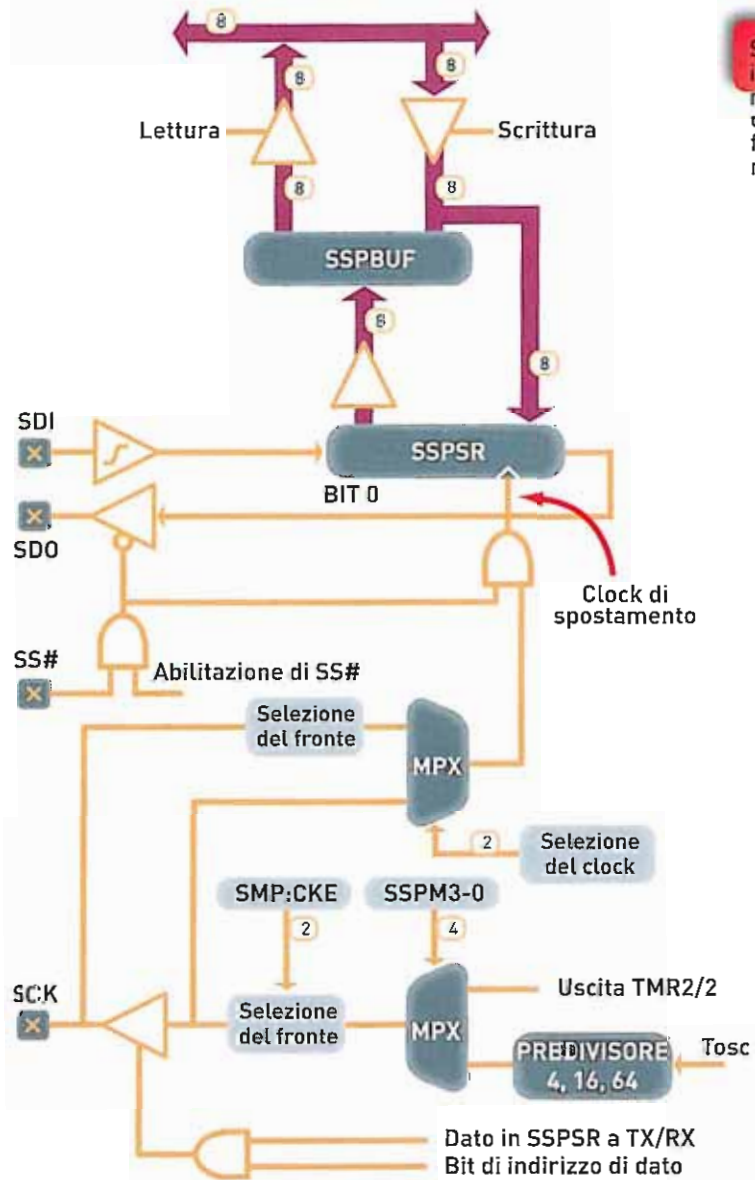 8
8
8
Lettura
Scrittura
8
8
SSPBUF
8
8
SDI
SSPSR
BIT 0
SDO
Clock di
spostamento
SS#
Abilitazione di SS#
Selezione
del fronte
MPX
2
Selezione
del clock
SMP:CKE
SSPM3-0
2
4
SCK
Selezione
del fronte
MPX
Uscita TMR2/2
PREDIVISORE
4, 16, 64
Tosc
Dato in SSPSR a TX/RX
Bit di indirizzo di dato